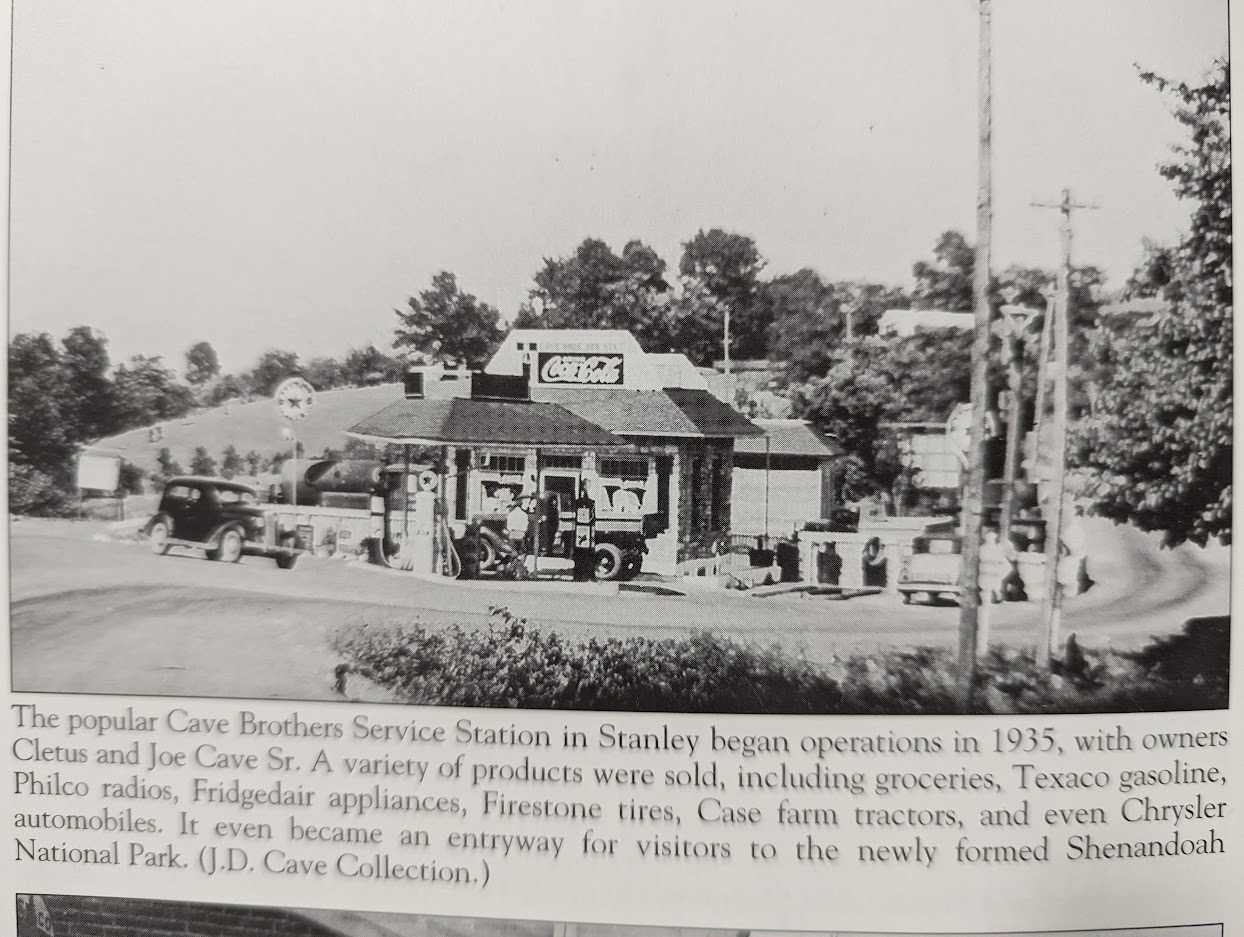 Coca-Cola
The popular Cave Brothers Service Station in Stanley began operations in 1935, with owners
Cletus and Joe Cave Sr. A variety of products were sold, including groceries, Texaco gasoline,
Philco radios, Fridgedair appliances, Firestone tires, Case farm tractors, and even Chrysler
automobiles. It even became an entryway for visitors to the newly formed Shenandoah
National Park. (J.D. Cave Collection.)